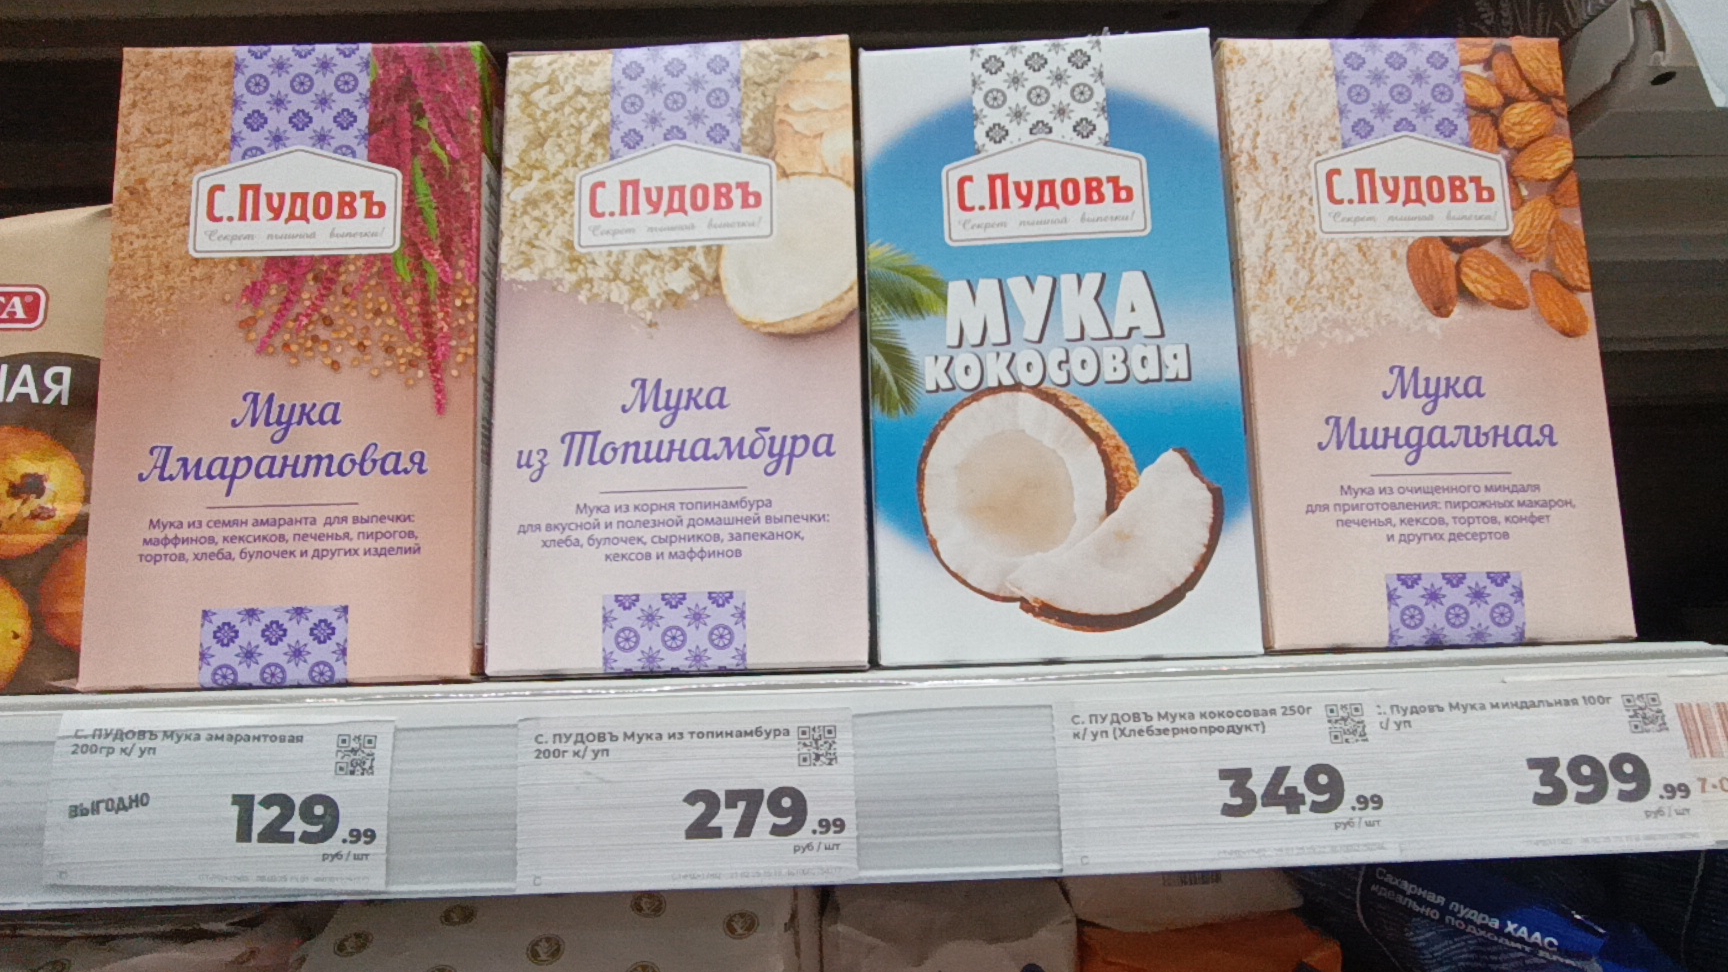 С.Пудовъ
Секрет пышной выпечки!
Мука
Амарантовая
Мука из семян амаранта для выпечки:
маффинов, кексиков, печенья, пирогов,
тортов, хлеба, булочек и других изделий
С.Пудовъ
Секрет пышной выпечки!
Мука
из Топинамбура
Мука из корня топинамбура
для вкусной и полезной домашней выпечки:
хлеба, булочек, сырников, запеканок,
кексов и маффинов
С.Пудовъ
Секрет пышной выпечки!
МУКА
КОКОСОВАЯ
С.Пудовъ
Секрет пышной выпечки!
Мука
Миндальная
Мука из очищенного миндаля
для приготовления: пирожных макарон,
печенья, кексов, тортов, конфет
и других десертов
ТА®
НАЯ
С. ПУДОВЪ Мука амарантовая
200гр к/уп
ВЫГОДНО
129.99
руб/шт
С. ПУДОВЪ Мука из топинамбура
200г к/уп
279.99
руб/шт
С. ПУДОВЪ Мука кокосовая 250г
к/уп (Хлебзернопродукт)
349.99
руб/шт
. Пудовъ Мука миндальная 100г
к/уп
399.99
руб/шт
Сахарная пудра ХААС
идеально подходит для